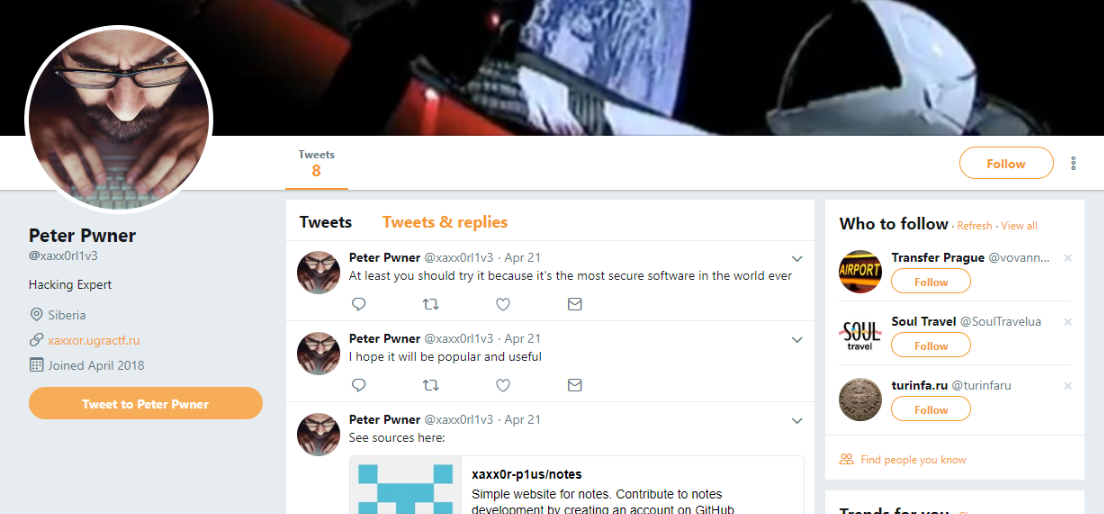 Tweets
8
Follow
Peter Pwner
@xaxx0rl1v3
Hacking Expert
Siberia
xaxxor.ugractf.ru
Joined April 2018
Tweet to Peter Pwner
Tweets Tweets & replies
Peter Pwner @xaxx0rl1v3 · Apr 21
At least you should try it because it's the most secure software in the world ever
Peter Pwner @xaxx0rl1v3 · Apr 21
I hope it will be popular and useful
Peter Pwner @xaxx0rl1v3 · Apr 21
See sources here:
xaxx0r-p1us/notes
Simple website for notes. Contribute to notes
development by creating an account on GitHub.
Who to follow · Refresh · View all
AIRPORT
Transfer Prague @vovann...
Follow
SOUL
travel
Soul Travel @SoulTravelua
Follow
turinfa.ru @turinfaru
Follow
Find people you know
Trends for you